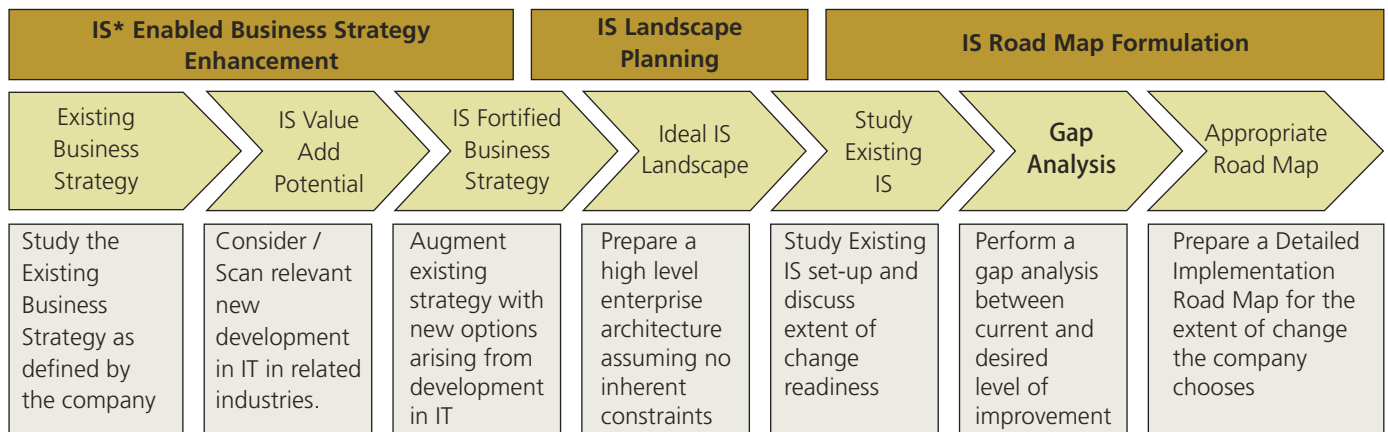 IS* Enabled Business Strategy
Enhancement
IS Landscape
Planning
IS Road Map Formulation
Existing
Business
Strategy
IS Value
Add
Potential
IS Fortified
Business
Strategy
Ideal IS
Landscape
Study
Existing
IS
Gap
Analysis
Appropriate
Road Map
Study the
Existing
Business
Strategy as
defined by
the company
Consider /
Scan relevant
new
development
in IT in related
industries.
Augment
existing
strategy with
new options
arising from
development
in IT
Prepare a
high level
enterprise
architecture
assuming no
inherent
constraints
Study Existing
IS set-up and
discuss
extent of
change
readiness
Perform a
gap analysis
between
current and
desired
level of
improvement
Prepare a Detailed
Implementation
Road Map for the
extent of change
the company
chooses